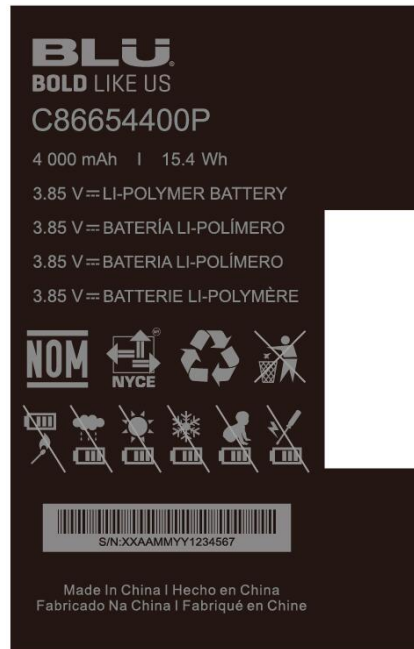 BLU
BOLD LIKE US
C86654400P
4 000 mAh I 15.4 Wh
3.85 V⎓LI-POLYMER BATTERY
3.85 V⎓BATERÍA LI-POLÍMERO
3.85 V⎓BATERIA LI-POLÍMERO
3.85 V⎓BATTERIE LI-POLYMÈRE
NOM
NYCE
S/N:XXAAMMYY1234567
Made In China I Hecho en China
Fabricado Na China I Fabriqué en Chine